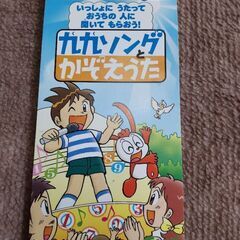 いっしょに うたって
おうちの 人に
聞いて もらおう!
九九ソング
と
かぞえうた